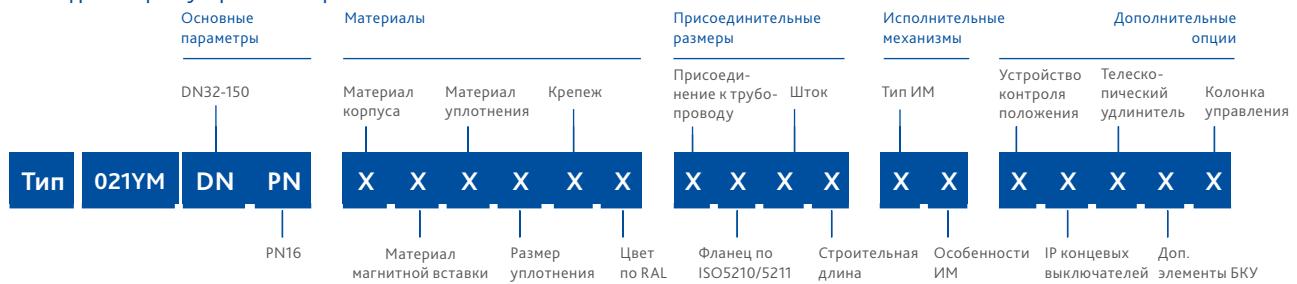 Основные
параметры
Материалы
Присоединительные
размеры
Исполнительные
механизмы
Дополнительные
опции
DN32-150
Материал
корпуса
Материал
уплотнения
Крепеж
Присоеди-
нение к трубо-
проводу
Шток
Тип ИМ
Устройство
контроля
положения
Телеско-
пический
удлинитель
Колонка
управления
Тип 021YM DN PN X X X X X X X X X X X X X X X X X
PN16
Материал
магнитной вставки
Размер
уплотнения
Цвет
по RAL
Фланец по
ISO5210/5211
Строительная
длина
Особенности
ИМ
IP концевых
выключателей
Доп.
элементы БКУ